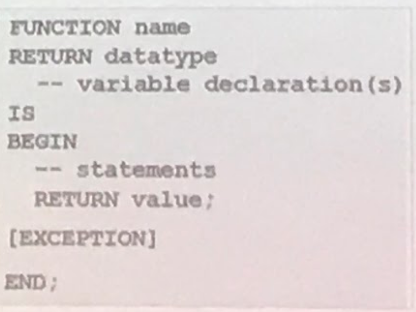 FUNCTION name
RETURN datatype
-- variable declaration(s)
IS
BEGIN
-- statements
RETURN value;
[EXCEPTION]
END;